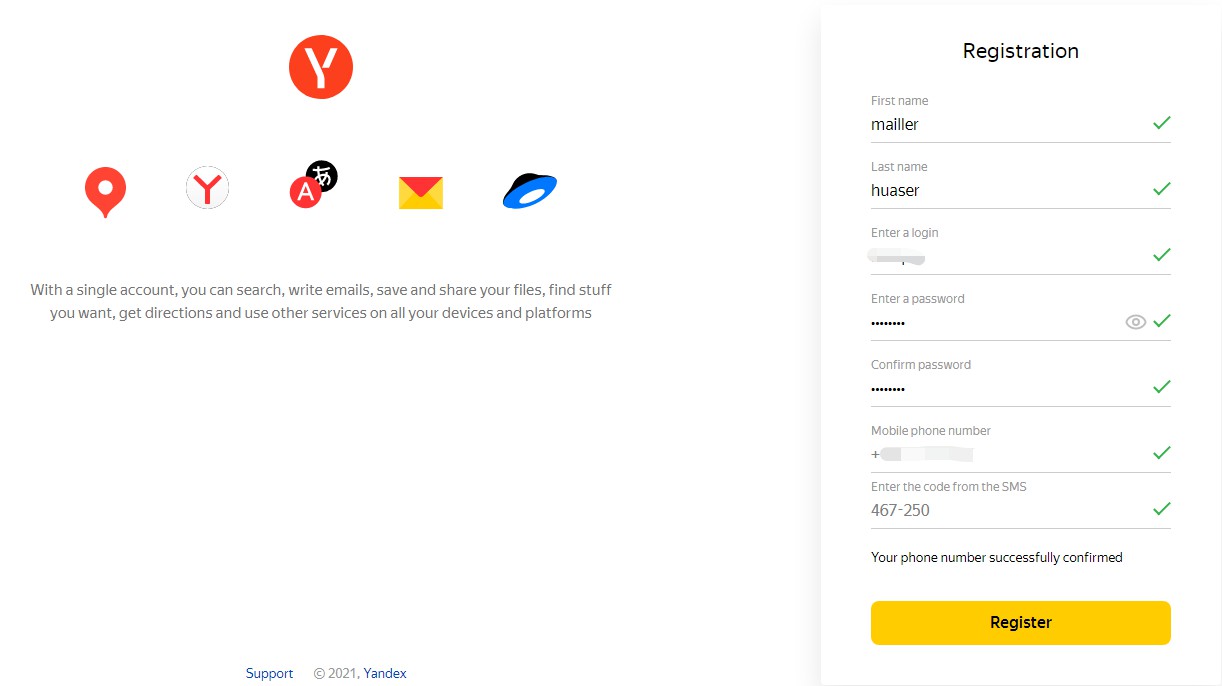 With a single account, you can search, write emails, save and share your files, find stuff
you want, get directions and use other services on all your devices and platforms
Support © 2021, Yandex
Registration
First name
mailler
Last name
huaser
Enter a login
Enter a password
••••••••
Confirm password
••••••••
Mobile phone number
+
Enter the code from the SMS
467-250
Your phone number successfully confirmed
Register